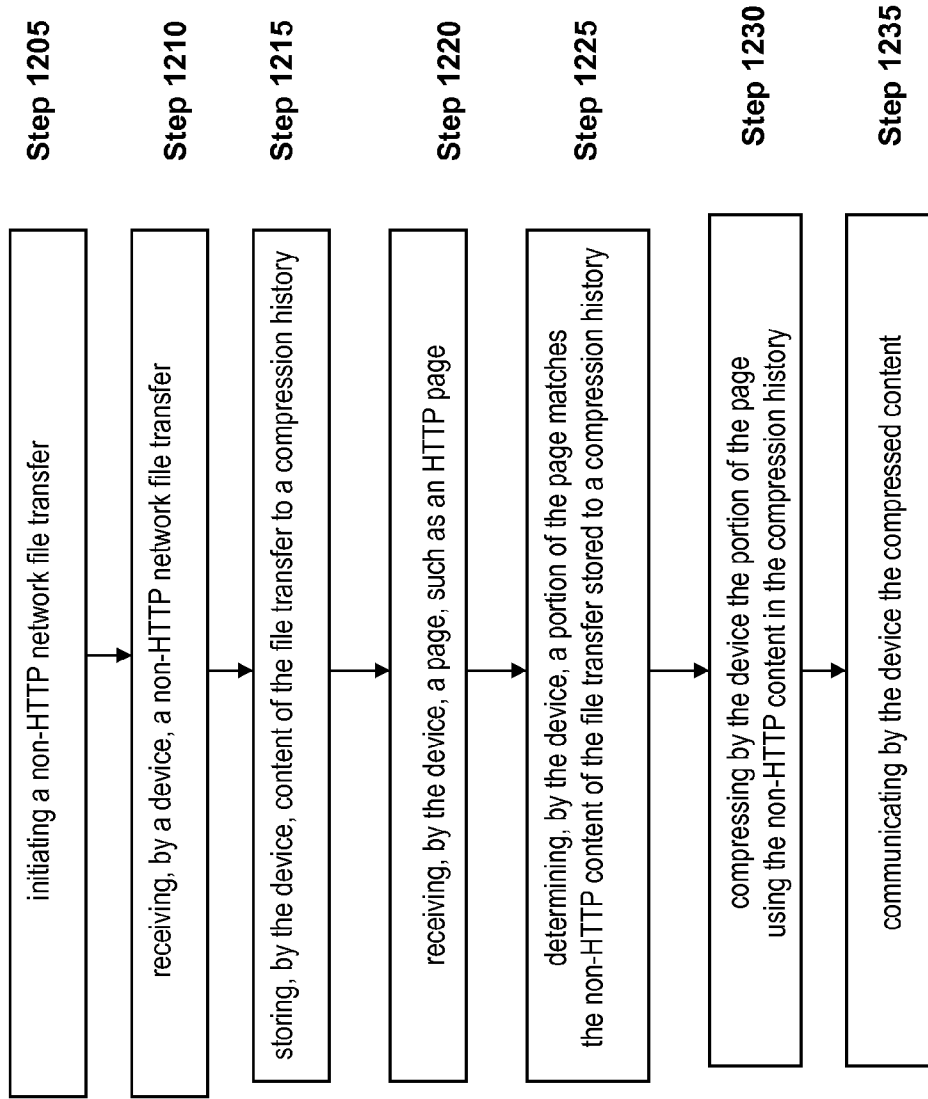 initiating a non-HTTP network file transfer
Step 1205
receiving, by a device, a non-HTTP network file transfer
Step 1210
storing, by the device, content of the file transfer to a compression history
Step 1215
receiving, by the device, a page, such as an HTTP page
Step 1220
determining, by the device, a portion of the page matches
the non-HTTP content of the file transfer stored to a compression history
Step 1225
compressing by the device the portion of the page
using the non-HTTP content in the compression history
Step 1230
communicating by the device the compressed content
Step 1235